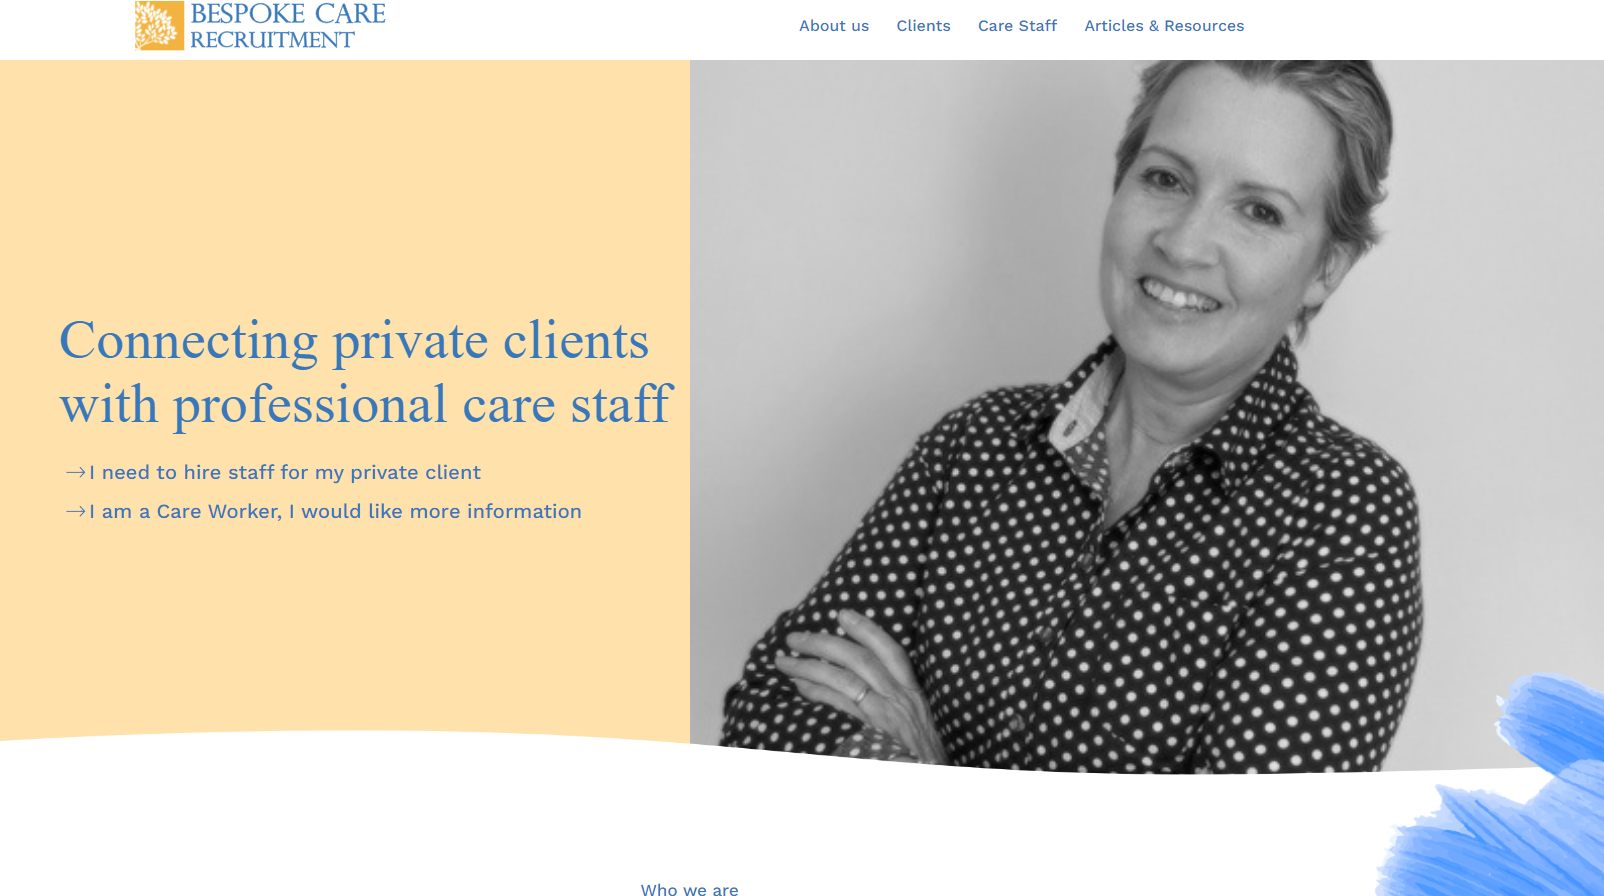 BESPOKE CARE
RECRUITMENT
About us Clients Care Staff Articles & Resources
Connecting private clients
with professional care staff
→I need to hire staff for my private client
→I am a Care Worker, I would like more information
Who we are